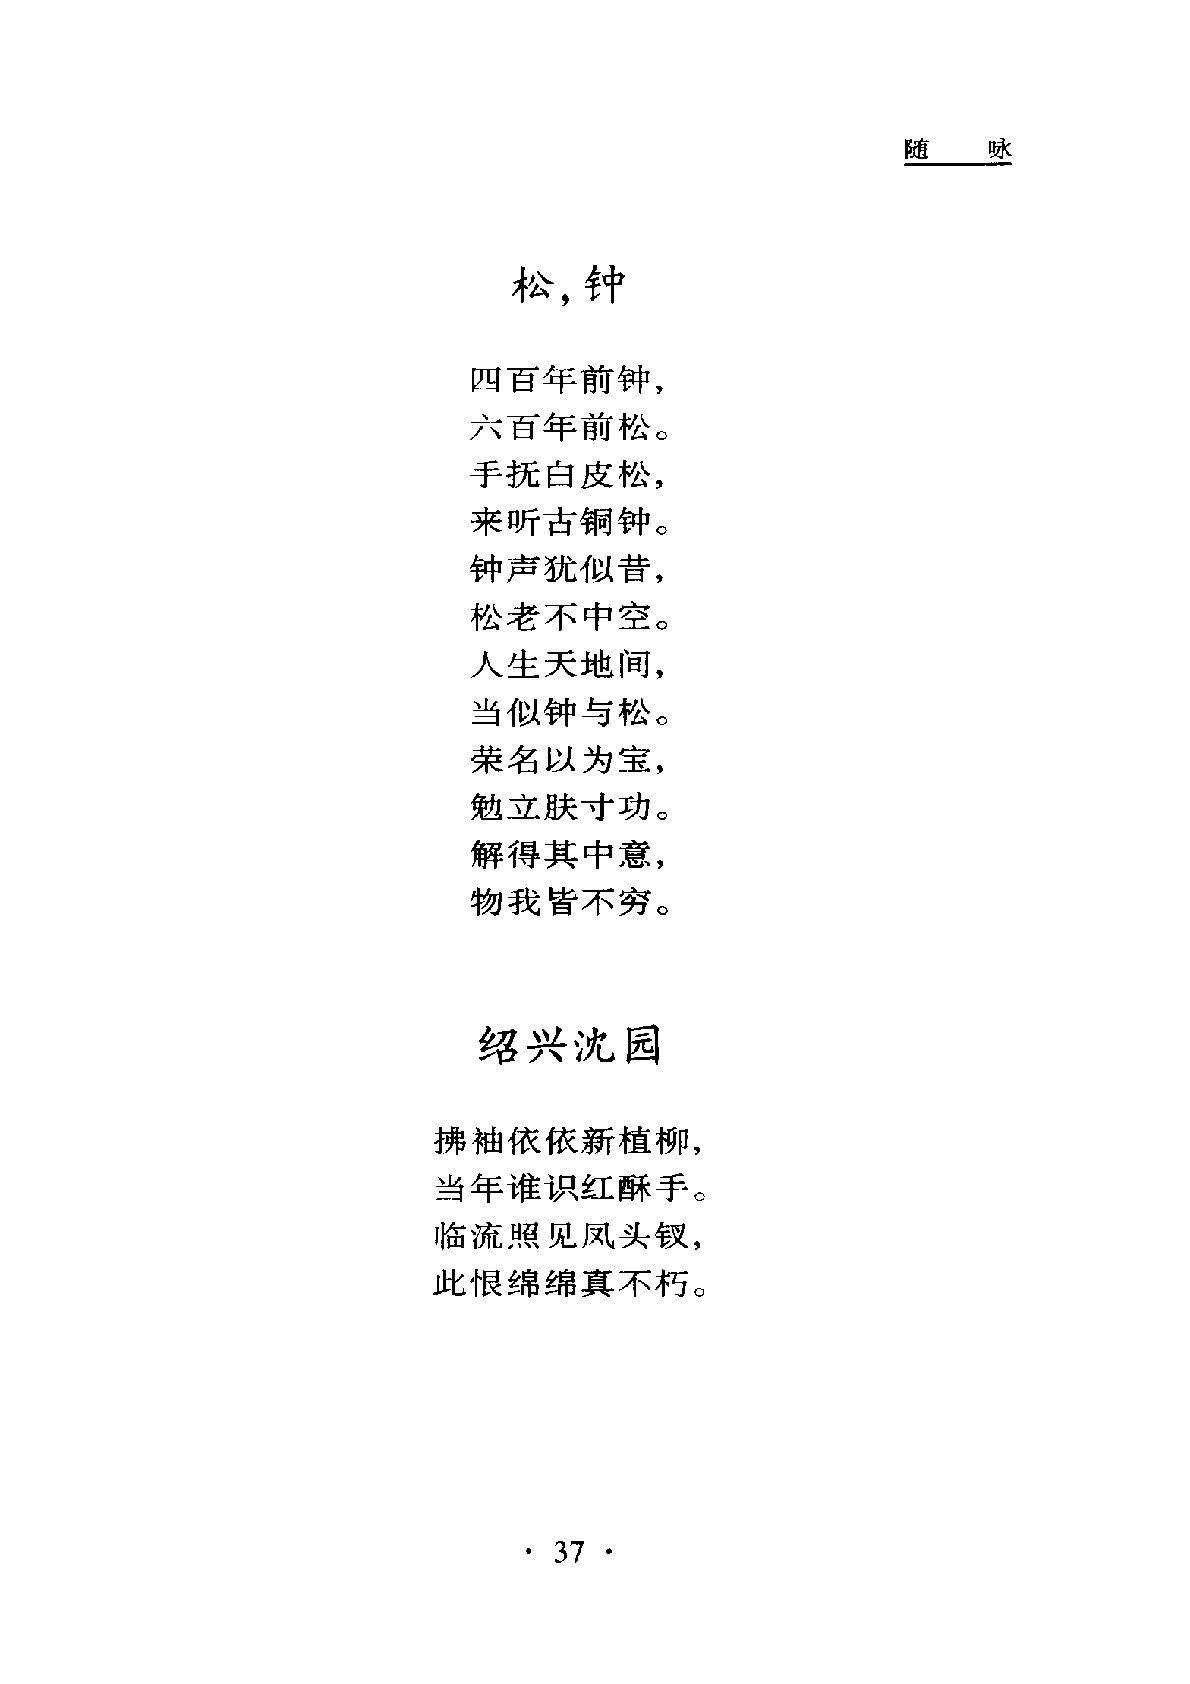 随　　咏
松,钟
四百年前钟,
六百年前松。
手抚白皮松,
来听古铜钟。
钟声犹似昔,
松老不中空。
人生天地间,
当似钟与松。
荣名以为宝,
勉立肤寸功。
解得其中意,
物我皆不穷。
绍兴沈园
拂袖依依新植柳,
当年谁识红酥手。
临流照见凤头钗,
此恨绵绵真不朽。
· 37 ·